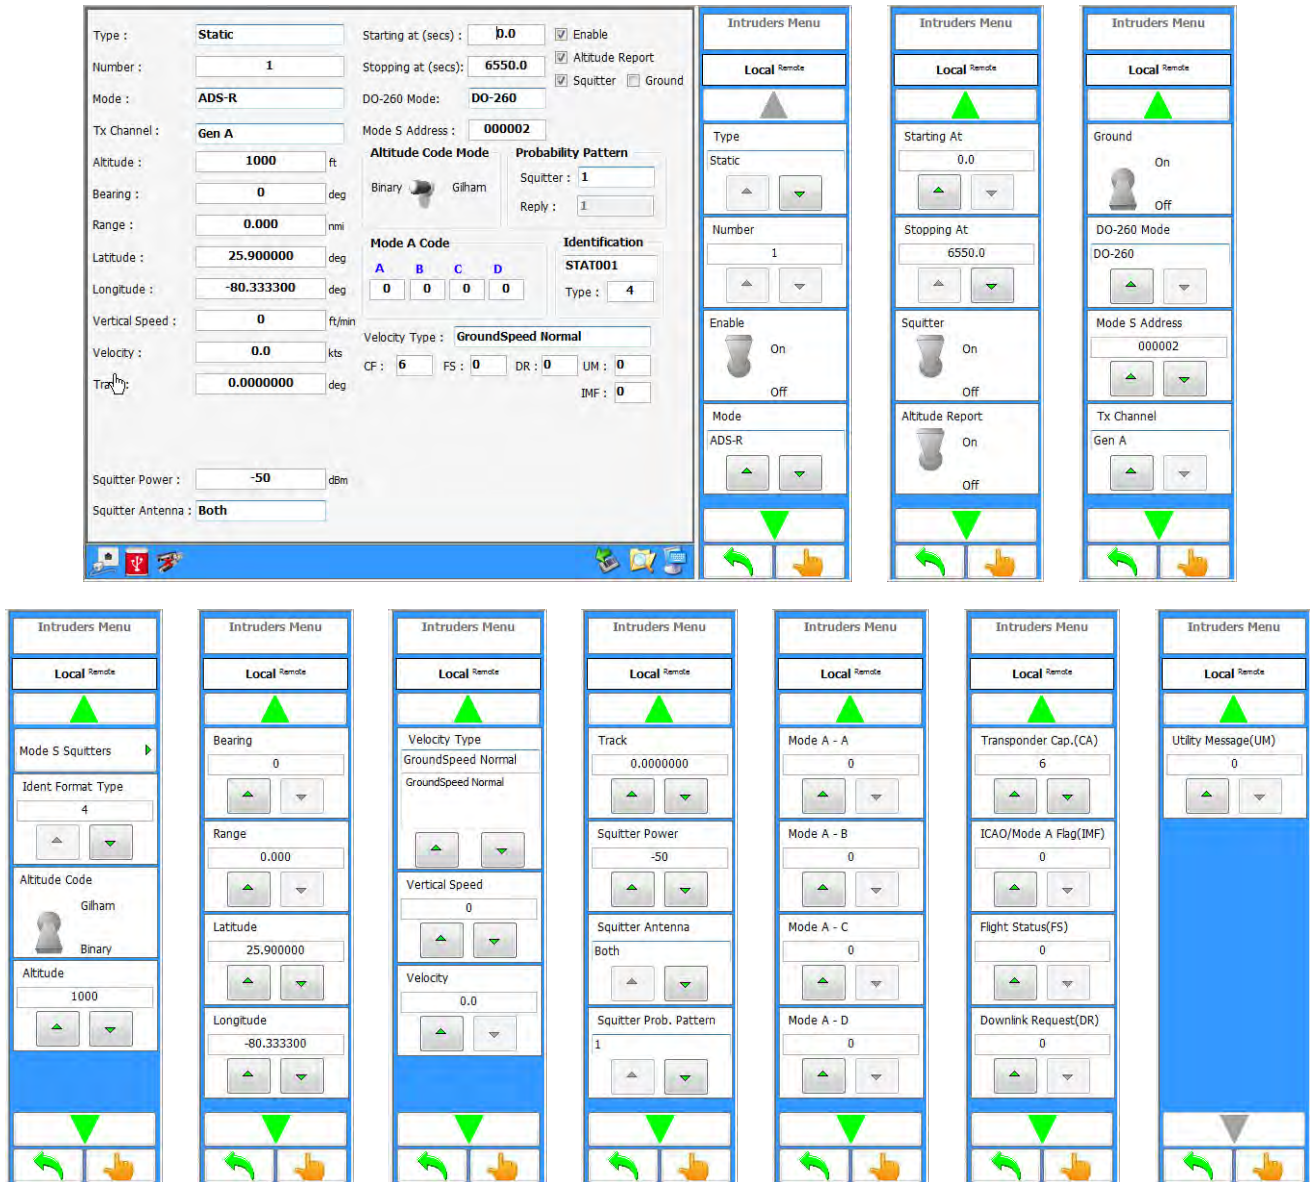 Type : Static
Number : 1
Mode : ADS-R
Tx Channel : Gen A
Altitude : 1000 ft
Bearing : 0 deg
Range : 0.000 nmi
Latitude : 25.900000 deg
Longitude : -80.333300 deg
Vertical Speed : 0 ft/min
Velocity : 0.0 kts
0.0000000 deg
Squitter Power : -50 dBm
Squitter Antenna : Both
Starting at (secs) : 0.0
Enable
Stopping at (secs): 6550.0
Altitude Report
Squitter Ground
DO-260 Mode: DO-260
Mode S Address : 000002
Altitude Code Mode
Binary Gilham
Probability Pattern
Squitter : 1
Reply : 1
Mode A Code
A B C D
0 0 0 0
Identification
STAT001
Type : 4
Velocity Type : GroundSpeed Normal
CF : 6 FS : 0 DR : 0 UM : 0
IMF : 0
Intruders Menu
Local Remote
Type
Static
Number
1
Enable
On
Off
Mode
ADS-R
Intruders Menu
Local Remote
Starting At
0.0
Stopping At
6550.0
Squitter
On
Off
Altitude Report
On
Off
Intruders Menu
Local Remote
Ground
On
Off
DO-260 Mode
DO-260
Mode S Address
000002
Tx Channel
Gen A
Intruders Menu
Local Remote
Mode S Squitters
Ident Format Type
4
Altitude Code
Gilham
Binary
Altitude
1000
Intruders Menu
Local Remote
Bearing
0
Range
0.000
Latitude
25.900000
Longitude
-80.333300
Intruders Menu
Local Remote
Velocity Type
GroundSpeed Normal
GroundSpeed Normal
Vertical Speed
0
Velocity
0.0
Intruders Menu
Local Remote
Track
0.0000000
Squitter Power
-50
Squitter Antenna
Both
Squitter Prob. Pattern
1
Intruders Menu
Local Remote
Mode A - A
0
Mode A - B
0
Mode A - C
0
Mode A - D
0
Intruders Menu
Local Remote
Transponder Cap.(CA)
6
ICAO/Mode A Flag(IMF)
0
Flight Status(FS)
0
Downlink Request(DR)
0
Intruders Menu
Local Remote
Utility Message(UM)
0